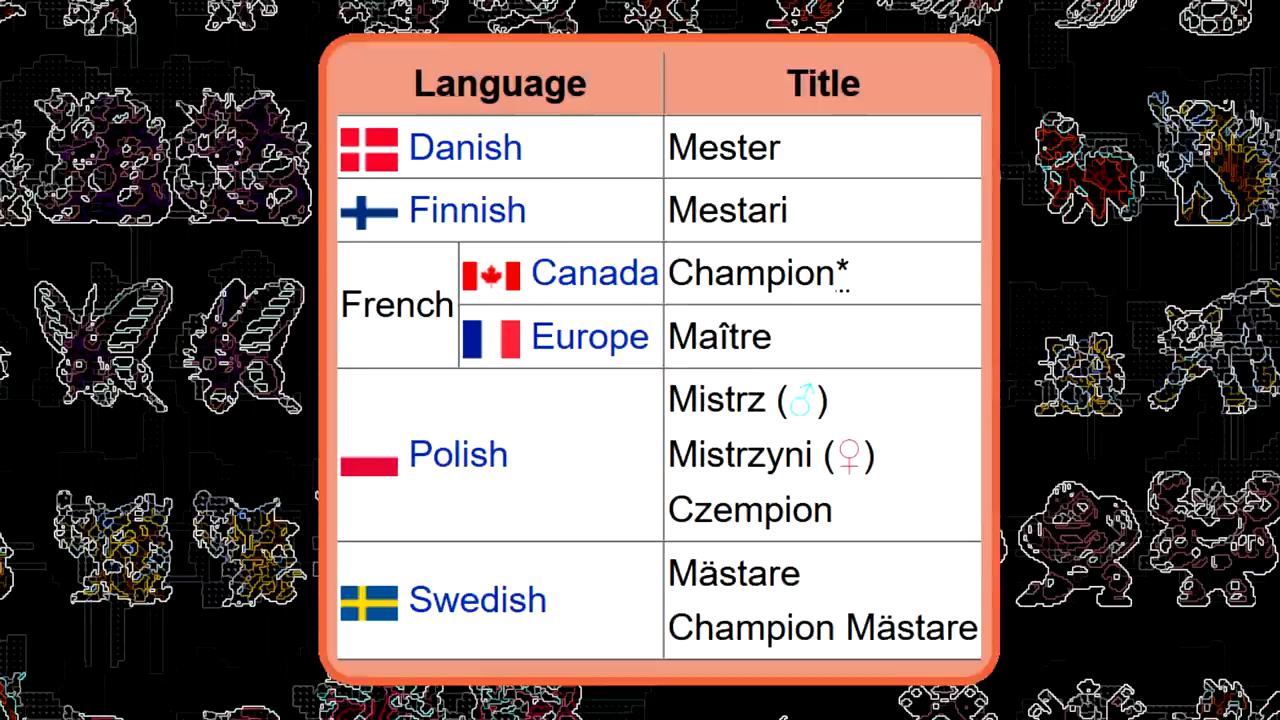 Language Title
Danish Mester
Finnish Mestari
French Canada Champion*
Europe Maître
Polish Mistrz (♂)
Mistrzyni (♀)
Czempion
Swedish Mästare
Champion Mästare